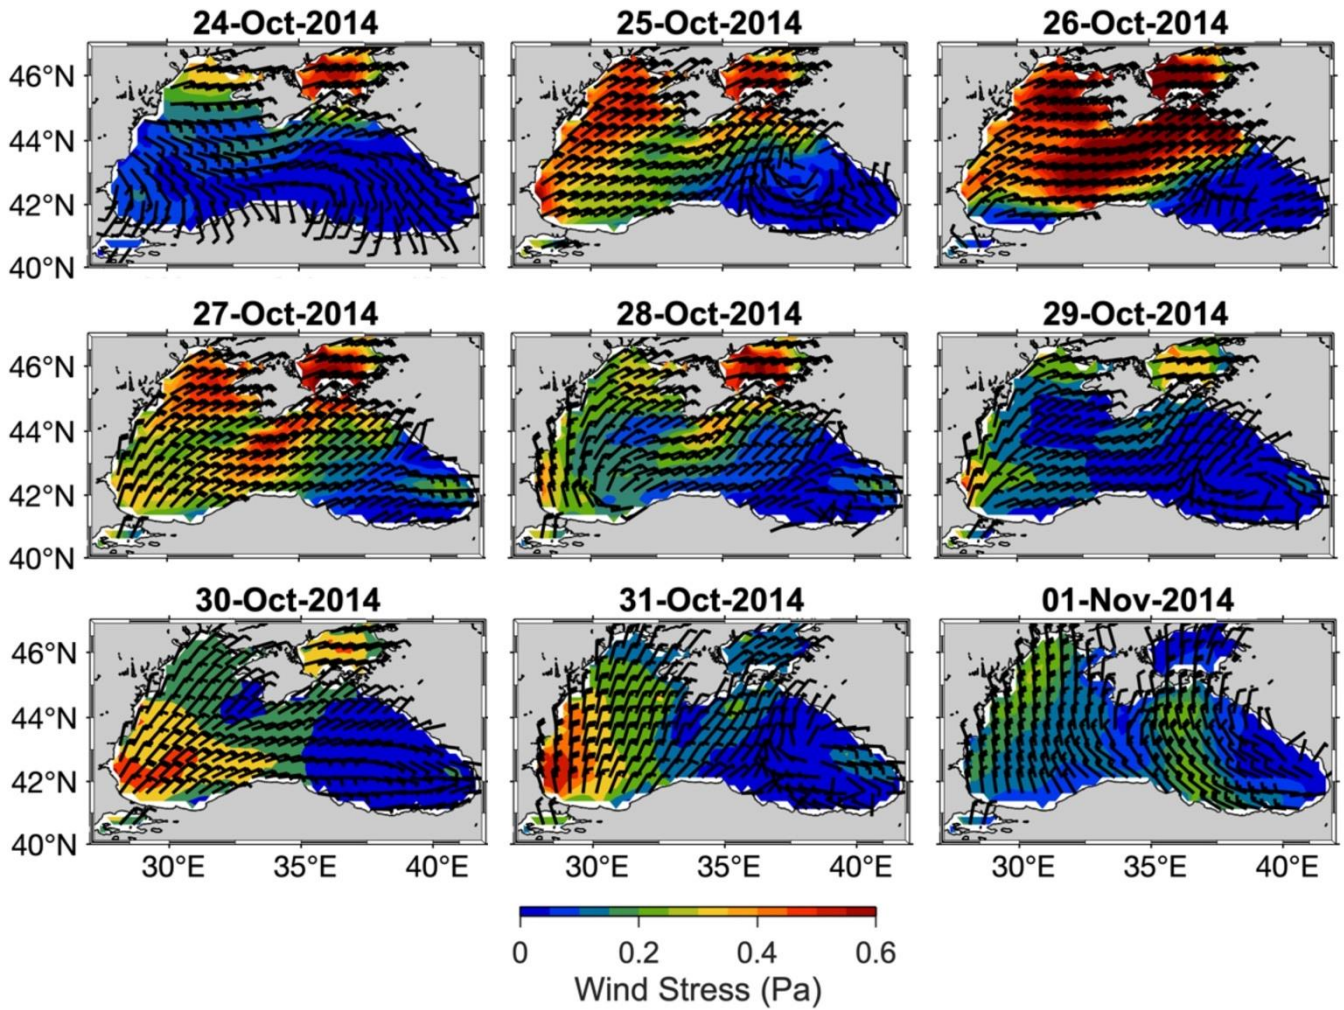 24-Oct-2014 25-Oct-2014 26-Oct-2014
46°N
44°N
42°N
40°N
27-Oct-2014 28-Oct-2014 29-Oct-2014
46°N
44°N
42°N
40°N
30-Oct-2014 31-Oct-2014 01-Nov-2014
46°N
44°N
42°N
40°N
30°E 35°E 40°E 30°E 35°E 40°E 30°E 35°E 40°E
0 0.2 0.4 0.6
Wind Stress (Pa)